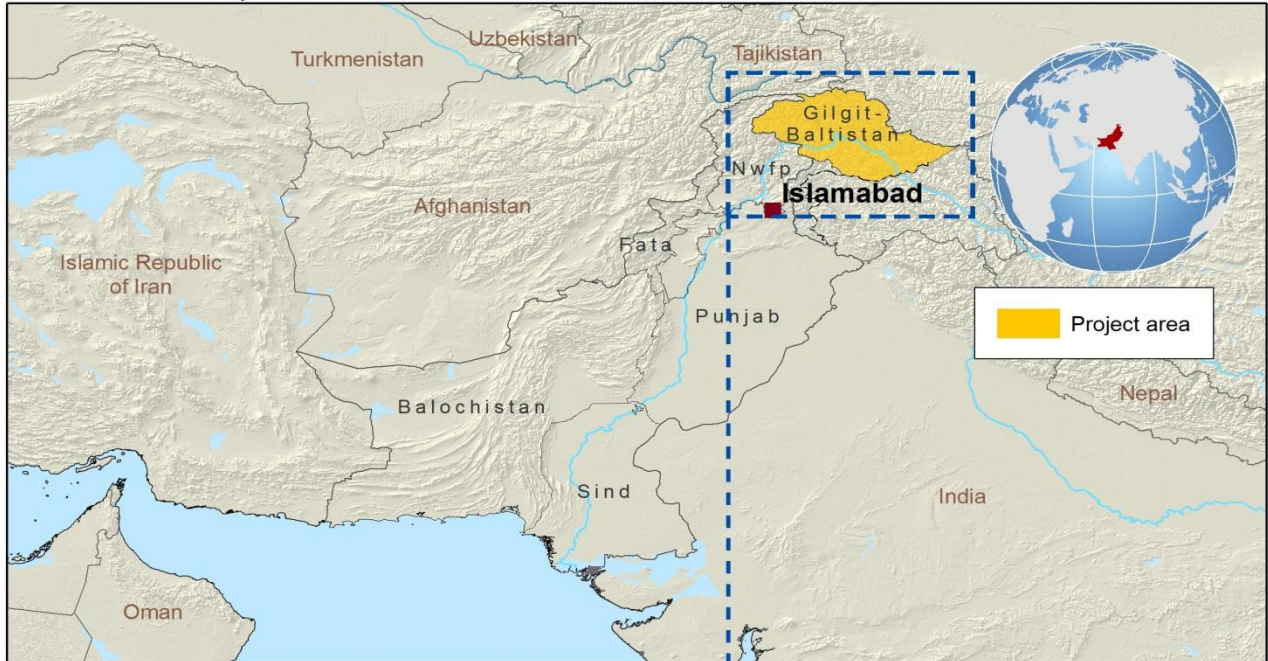 Uzbekistan
Turkmenistan
Tajikistan
Gilgit-
Baltistan
Nwfp
Islamabad
Afghanistan
Fata
Islamic Republic
of Iran
Punjab
Project area
Nepal
Balochistan
Sind
India
Oman